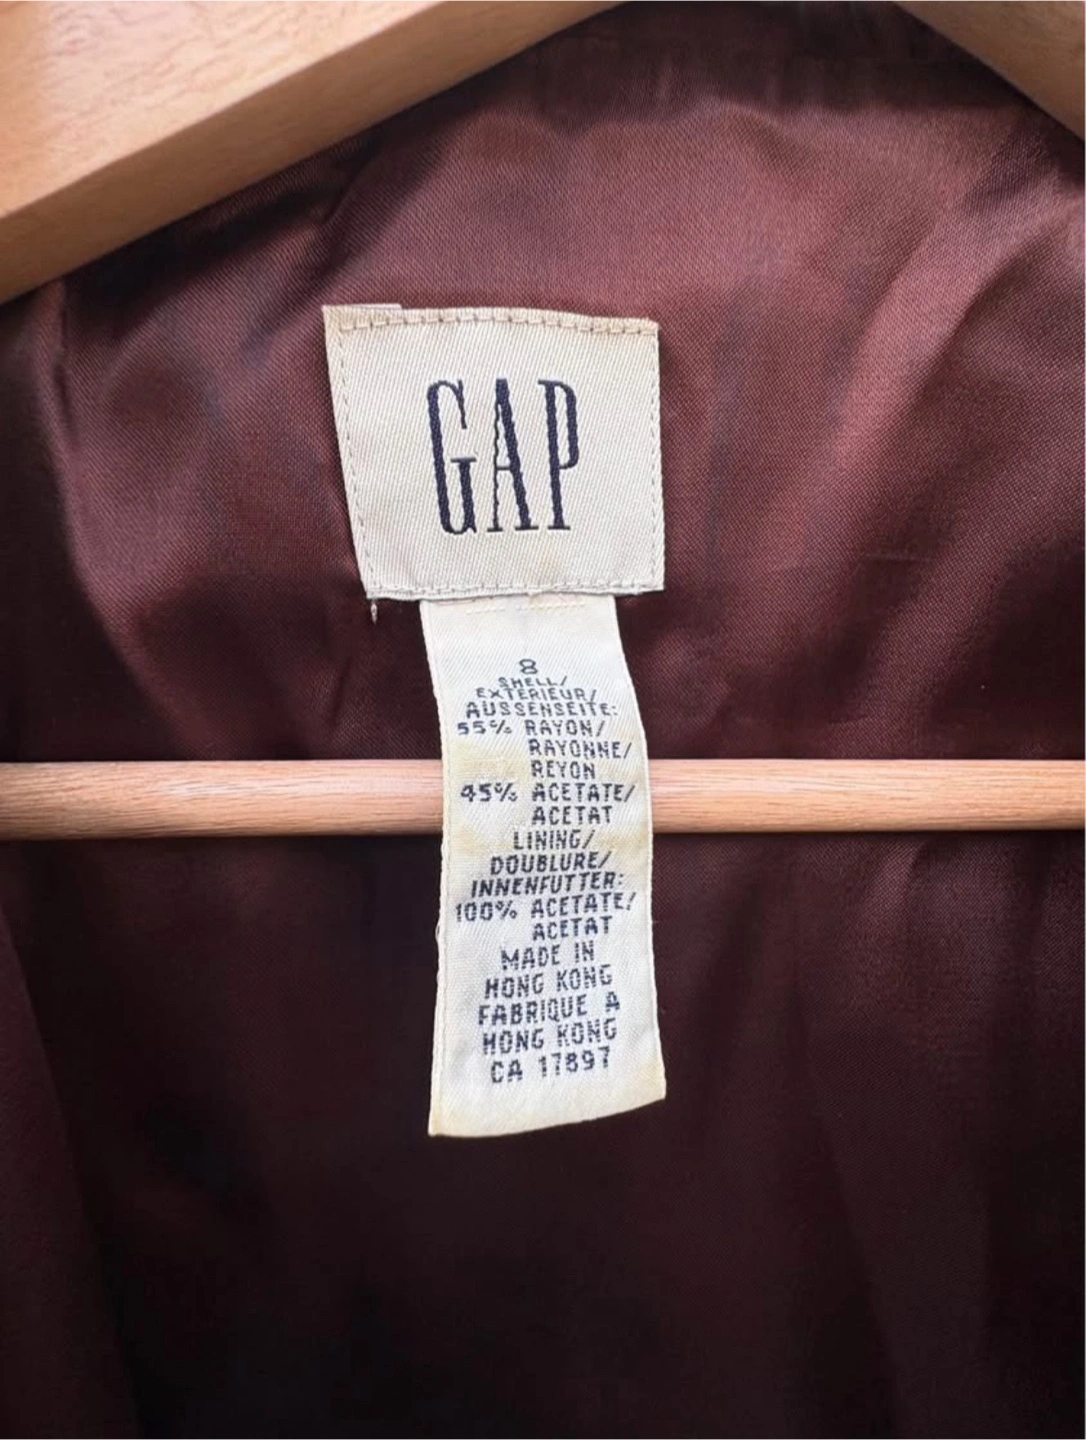 GAP
8
SHELL/
EXTERIEUR/
AUSSENSEITE:
55% RAYON/
RAYONNE/
REYON
45% ACETATE/
ACETAT
LINING/
DOUBLURE/
INNENFUTTER:
100% ACETATE/
ACETAT
MADE IN
HONG KONG
FABRIQUE A
HONG KONG
CA 17897